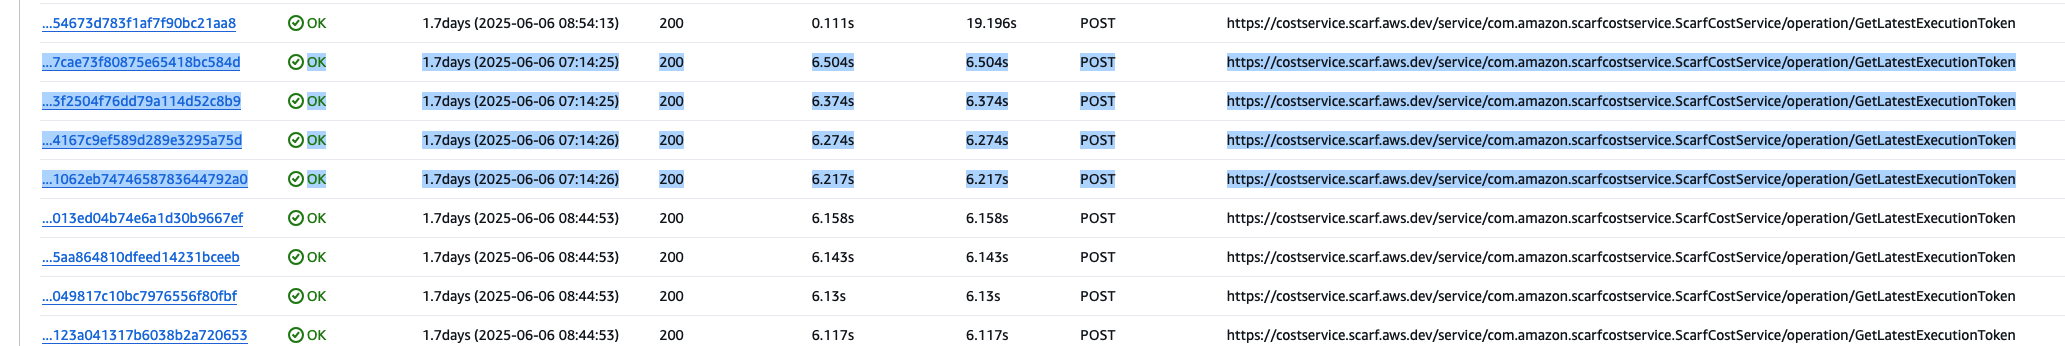 ...54673d783f1af7f90bc21aa8 OK 1.7days (2025-06-06 08:54:13) 200 0.111s 19.196s POST https://costservice.scarf.aws.dev/service/com.amazon.scarfcostservice.ScarfCostService/operation/GetLatestExecutionToken
...7cae73f80875e65418bc584d OK 1.7days (2025-06-06 07:14:25) 200 6.504s 6.504s POST https://costservice.scarf.aws.dev/service/com.amazon.scarfcostservice.ScarfCostService/operation/GetLatestExecutionToken
...3f2504f76dd79a114d52c8b9 OK 1.7days (2025-06-06 07:14:25) 200 6.374s 6.374s POST https://costservice.scarf.aws.dev/service/com.amazon.scarfcostservice.ScarfCostService/operation/GetLatestExecutionToken
...4167c9ef589d289e3295a75d OK 1.7days (2025-06-06 07:14:26) 200 6.274s 6.274s POST https://costservice.scarf.aws.dev/service/com.amazon.scarfcostservice.ScarfCostService/operation/GetLatestExecutionToken
...1062eb7474658783644792a0 OK 1.7days (2025-06-06 07:14:26) 200 6.217s 6.217s POST https://costservice.scarf.aws.dev/service/com.amazon.scarfcostservice.ScarfCostService/operation/GetLatestExecutionToken
...013ed04b74e6a1d30b9667ef OK 1.7days (2025-06-06 08:44:53) 200 6.158s 6.158s POST https://costservice.scarf.aws.dev/service/com.amazon.scarfcostservice.ScarfCostService/operation/GetLatestExecutionToken
...5aa864810dfeed14231bceeb OK 1.7days (2025-06-06 08:44:53) 200 6.143s 6.143s POST https://costservice.scarf.aws.dev/service/com.amazon.scarfcostservice.ScarfCostService/operation/GetLatestExecutionToken
...049817c10bc7976556f80fbf OK 1.7days (2025-06-06 08:44:53) 200 6.13s 6.13s POST https://costservice.scarf.aws.dev/service/com.amazon.scarfcostservice.ScarfCostService/operation/GetLatestExecutionToken
...123a041317b6038b2a720653 OK 1.7days (2025-06-06 08:44:53) 200 6.117s 6.117s POST https://costservice.scarf.aws.dev/service/com.amazon.scarfcostservice.ScarfCostService/operation/GetLatestExecutionToken